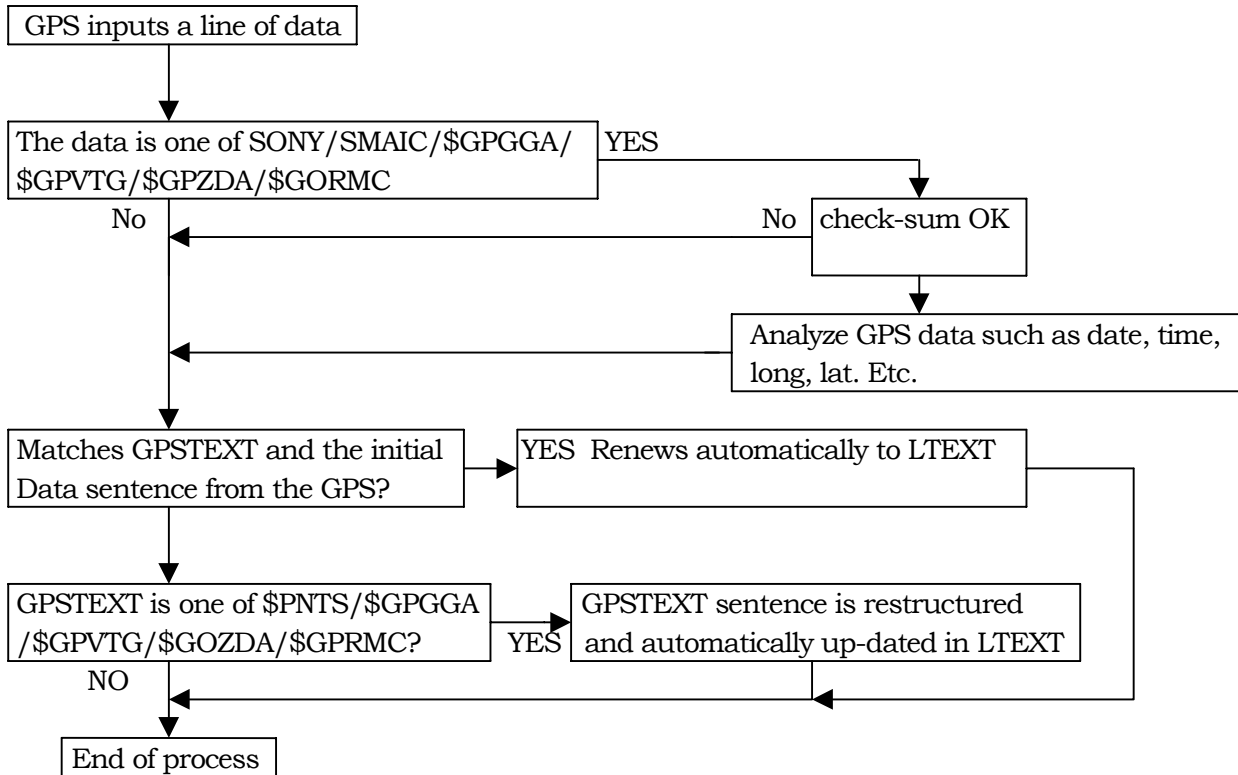 GPS inputs a line of data
The data is one of SONY/SMAIC/$GPGGA/
$GPVTG/$GPZDA/$GORMC
YES
No
No
check-sum OK
Analyze GPS data such as date, time,
long, lat. Etc.
Matches GPSTEXT and the initial
Data sentence from the GPS?
YES Renews automatically to LTEXT
GPSTEXT is one of $PNTS/$GPGGA
/$GPVTG/$GOZDA/$GPRMC?
YES
GPSTEXT sentence is restructured
and automatically up-dated in LTEXT
NO
End of process